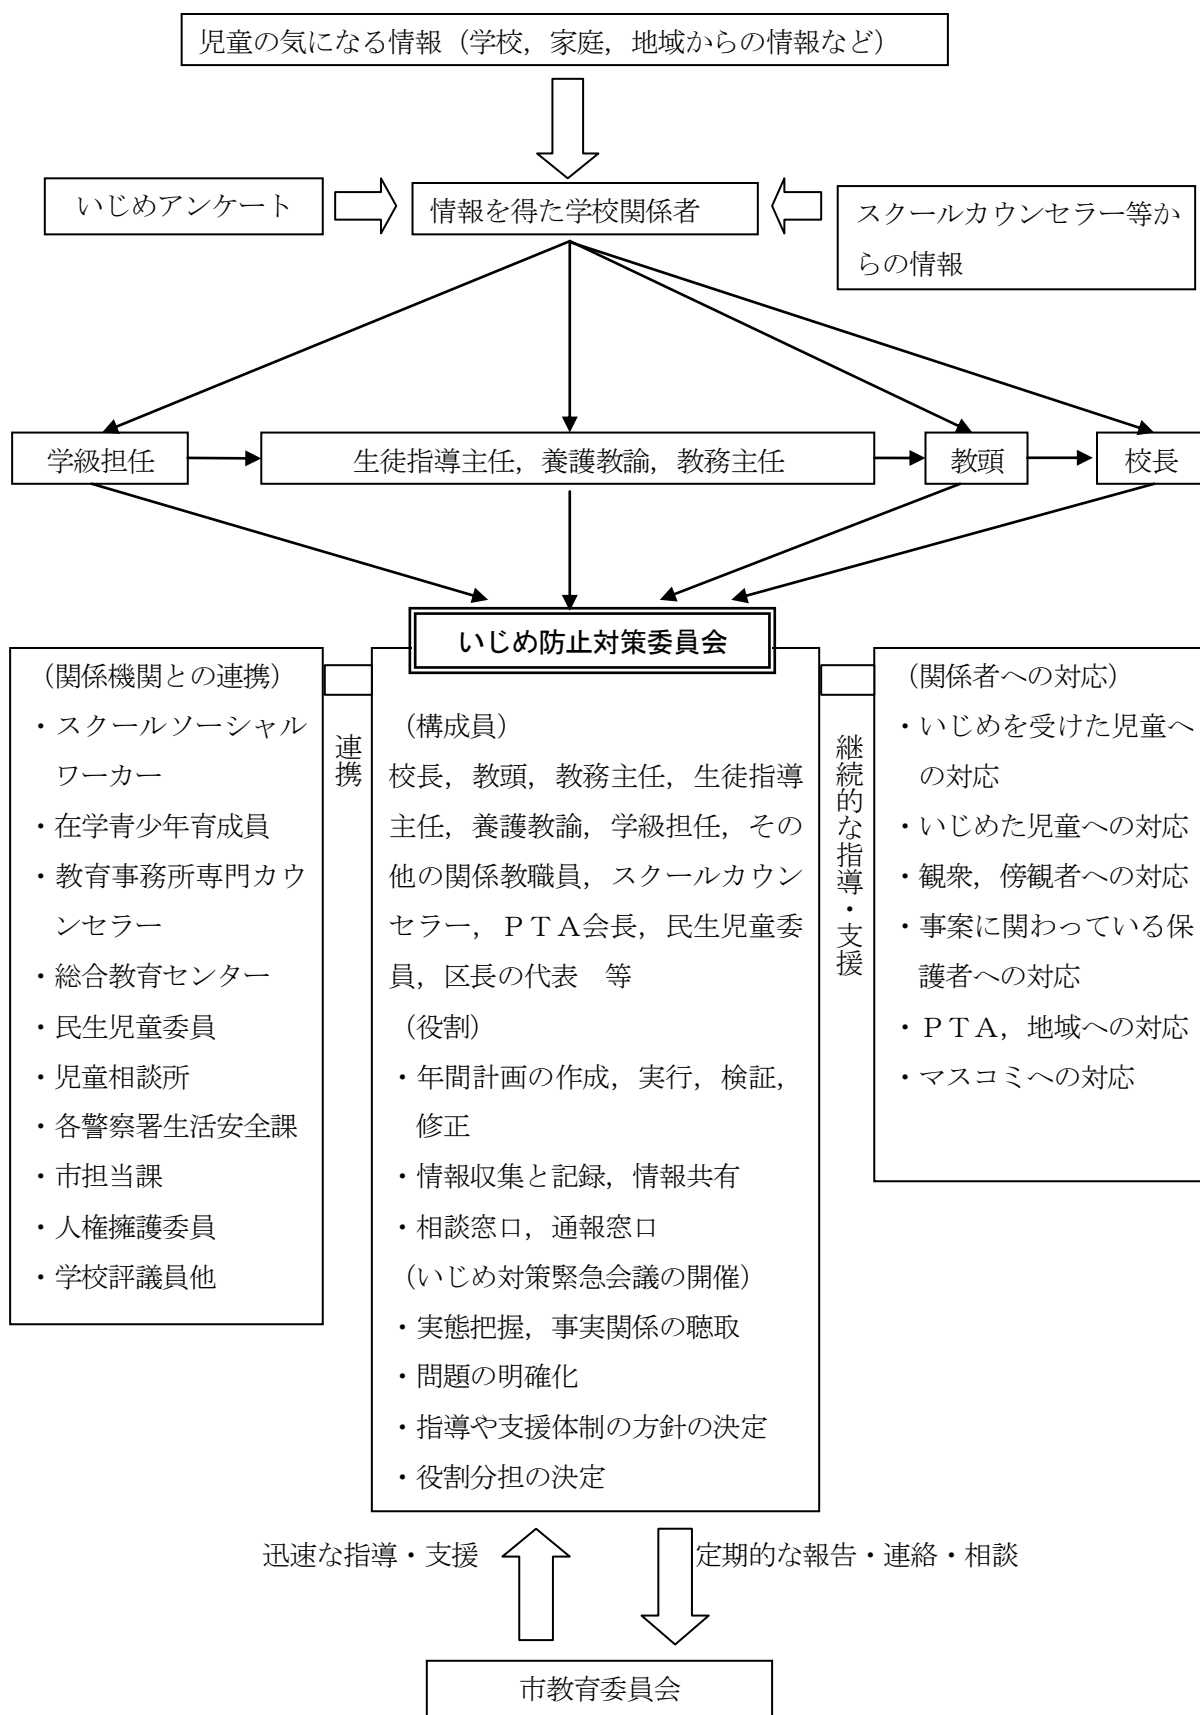 児童の気になる情報（学校，家庭，地域からの情報など）
いじめアンケート
情報を得た学校関係者
スクールカウンセラー等か
らの情報
学級担任
生徒指導主任，養護教諭，教務主任
教頭
校長
いじめ防止対策委員会
（関係機関との連携）
・スクールソーシャル
ワーカー
・在学青少年育成員
・教育事務所専門カウ
ンセラー
・総合教育センター
・民生児童委員
・児童相談所
・各警察署生活安全課
・市担当課
・人権擁護委員
・学校評議員他
連携
（構成員）
校長，教頭，教務主任，生徒指導
主任，養護教諭，学級担任，その
他の関係教職員，スクールカウン
セラー，ＰＴＡ会長，民生児童委
員，区長の代表　等
（役割）
・年間計画の作成，実行，検証，
修正
・情報収集と記録，情報共有
・相談窓口，通報窓口
（いじめ対策緊急会議の開催）
・実態把握，事実関係の聴取
・問題の明確化
・指導や支援体制の方針の決定
・役割分担の決定
継続的な指導・支援
（関係者への対応）
・いじめを受けた児童へ
の対応
・いじめた児童への対応
・観衆，傍観者への対応
・事案に関わっている保
護者への対応
・ＰＴＡ，地域への対応
・マスコミへの対応
迅速な指導・支援
定期的な報告・連絡・相談
市教育委員会